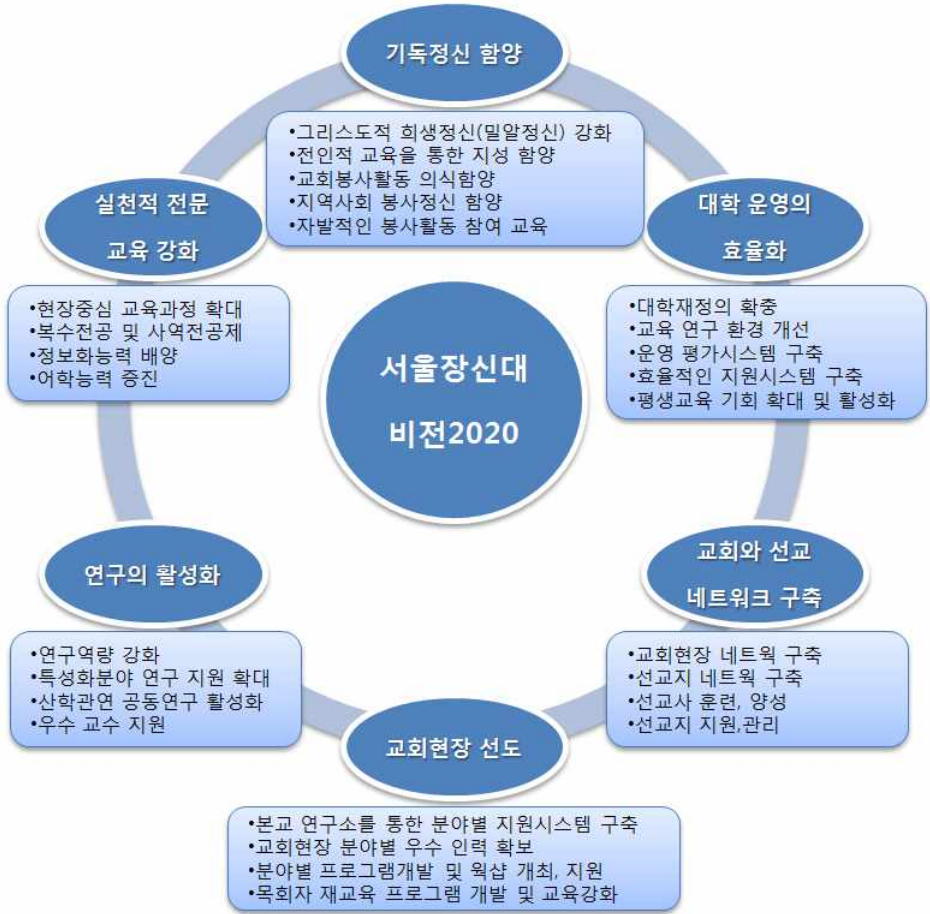 기독정신 함양
•그리스도적 희생정신(밀알정신) 강화
•전인적 교육을 통한 지성 함양
•교회봉사활동 의식함양
•지역사회 봉사정신 함양
•자발적인 봉사활동 참여 교육
대학 운영의
효율화
•대학재정의 확충
•교육 연구 환경 개선
•운영 평가시스템 구축
•효율적인 지원시스템 구축
•평생교육 기회 확대 및 활성화
교회와 선교
네트워크 구축
•교회현장 네트웍 구축
•선교지 네트웍 구축
•선교사 훈련, 양성
•선교지 지원,관리
교회현장 선도
•본교 연구소를 통한 분야별 지원시스템 구축
•교회현장 분야별 우수 인력 확보
•분야별 프로그램개발 및 웍샵 개최, 지원
•목회자 재교육 프로그램 개발 및 교육강화
연구의 활성화
•연구역량 강화
•특성화분야 연구 지원 확대
•산학관연 공동연구 활성화
•우수 교수 지원
실천적 전문
교육 강화
•현장중심 교육과정 확대
•복수전공 및 사역전공제
•정보화능력 배양
•어학능력 증진
서울장신대
비전2020